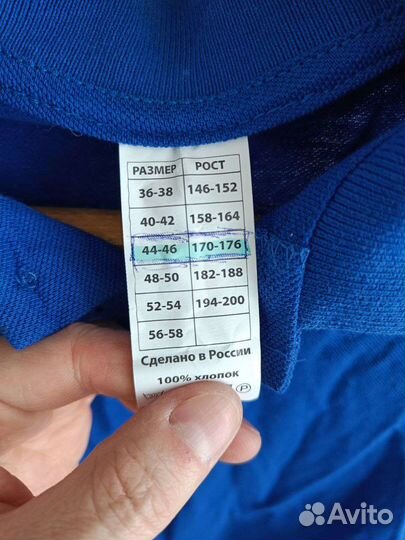 РАЗМЕР РОСТ
36-38 146-152
40-42 158-164
44-46 170-176
48-50 182-188
52-54 194-200
56-58
Сделано в России
100% хлопок
P
Avito